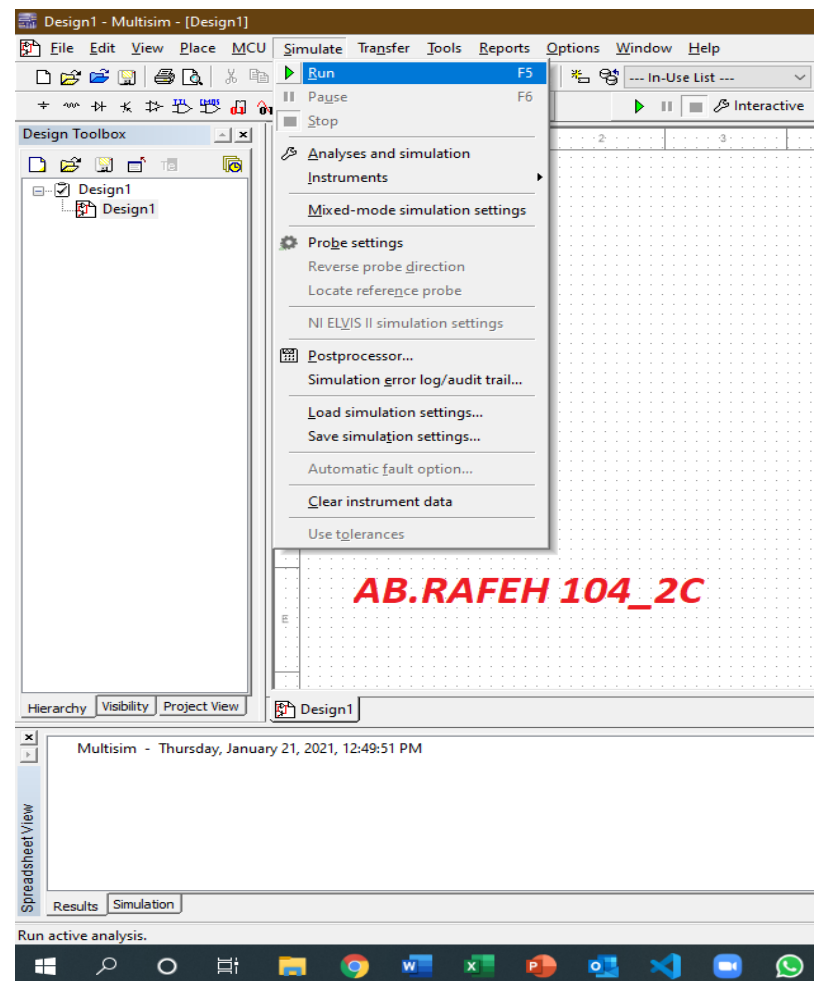 Design1 - Multisim - [Design1]
File Edit View Place MCU Simulate Transfer Tools Reports Options Window Help
--- In-Use List ---
Interactive
Design Toolbox
Design1
Design1
Hierarchy Visibility Project View
Run F5
Pause F6
Stop
Analyses and simulation
Instruments
Mixed-mode simulation settings
Probe settings
Reverse probe direction
Locate reference probe
NI ELVIS II simulation settings
Postprocessor...
Simulation error log/audit trail...
Load simulation settings...
Save simulation settings...
Automatic fault option...
Clear instrument data
Use tolerances
2 3
E
AB.RAFEH 104_2C
Design1
Multisim - Thursday, January 21, 2021, 12:49:51 PM
Spreadsheet View
Results Simulation
Run active analysis.